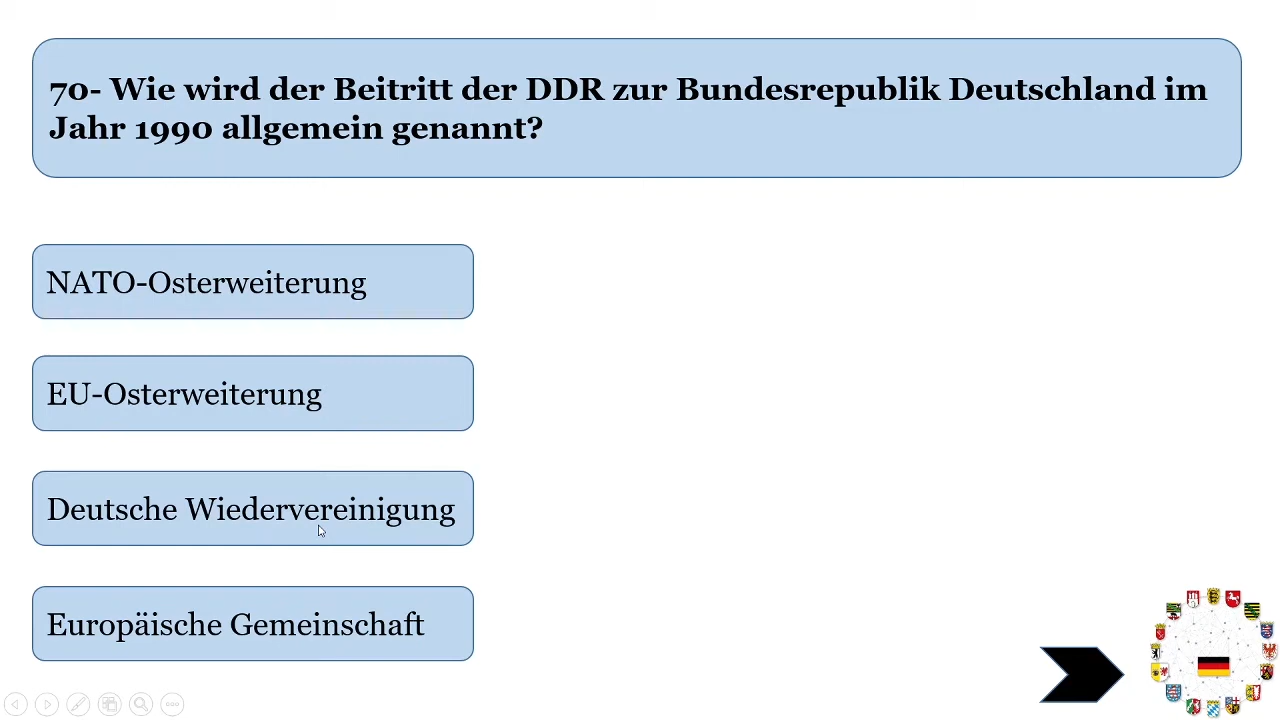 70- Wie wird der Beitritt der DDR zur Bundesrepublik Deutschland im
Jahr 1990 allgemein genannt?
NATO-Osterweiterung
EU-Osterweiterung
Deutsche Wiedervereinigung
Europäische Gemeinschaft